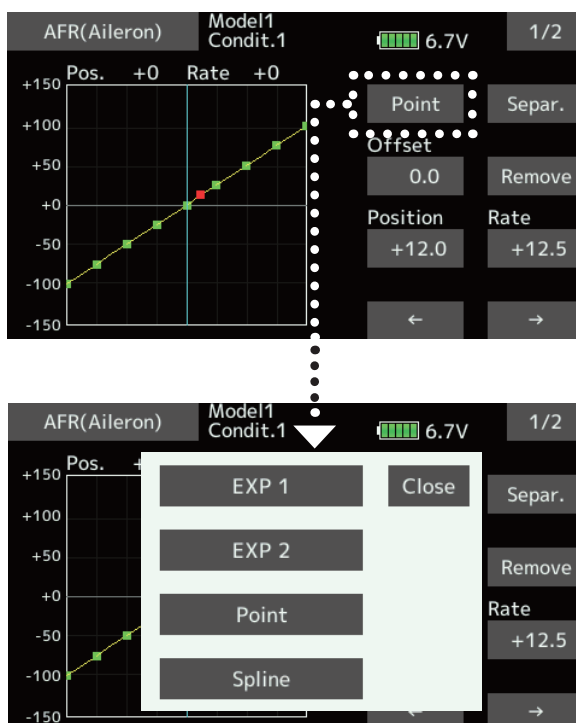 AFR(Aileron) Model1 1/2
Condit.1 6.7V
Pos. +0 Rate +0
+150
+100
+50
+0
-50
-100
-150
Point Separ.
Offset
0.0 Remove
Position Rate
+12.0 +12.5
← →
AFR(Aileron) Model1 1/2
Condit.1 6.7V
Pos. +
+150
+100
+50
+0
-50
-100
-150
EXP 1 Close
EXP 2
Point
Spline
Separ.
Remove
Rate
+12.5
← →